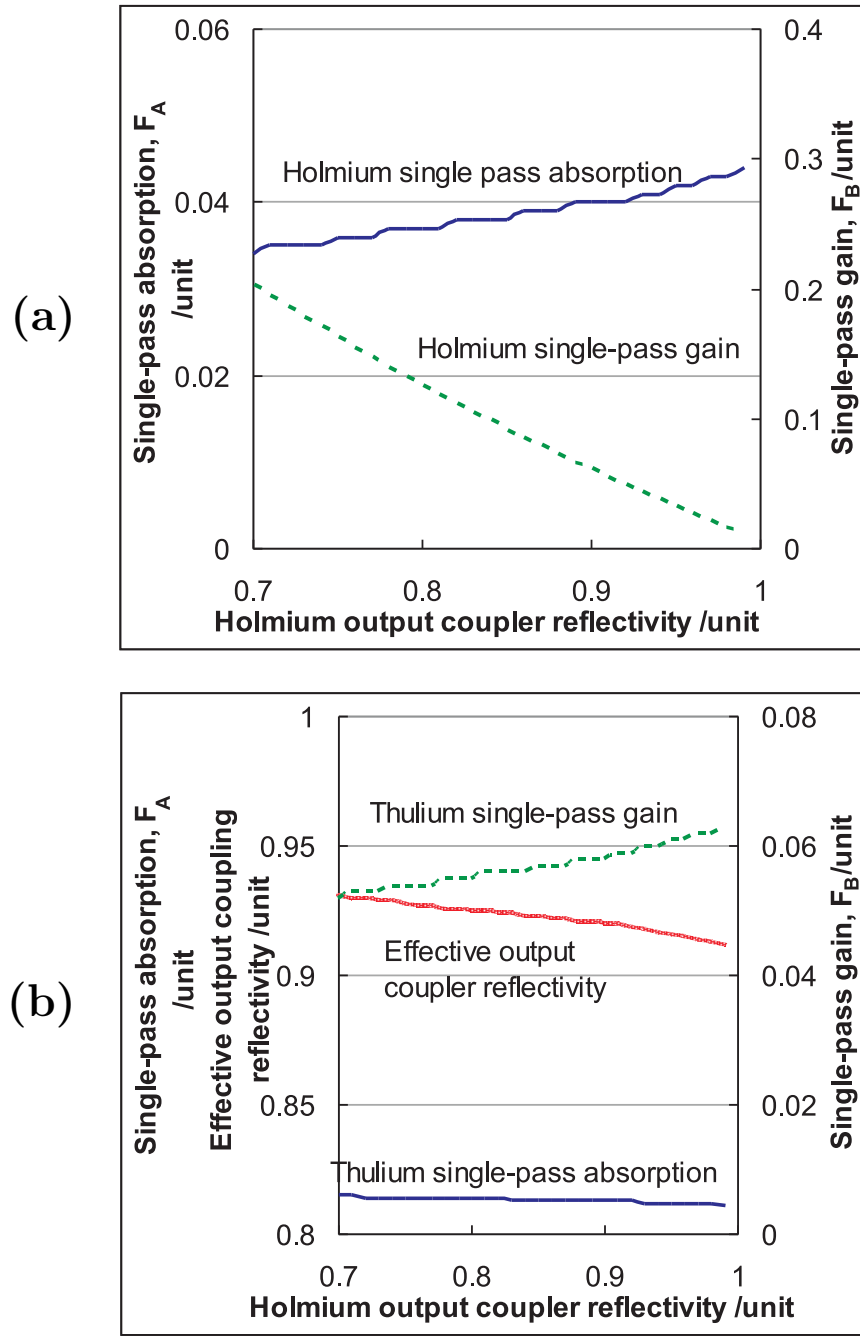 (a)
Single-pass absorption, F_A
/unit
0.06
0.04
0.02
0
Holmium single pass absorption
Holmium single-pass gain
0.4
0.3
0.2
0.1
0
Single-pass gain, F_B/unit
0.7 0.8 0.9 1
Holmium output coupler reflectivity /unit
(b)
Single-pass absorption, F_A
/unit
Effective output coupling
reflectivity /unit
1
0.95
0.9
0.85
0.8
Thulium single-pass gain
Effective output
coupler reflectivity
Thulium single-pass absorption
0.08
0.06
0.04
0.02
0
Single-pass gain, F_B/unit
0.7 0.8 0.9 1
Holmium output coupler reflectivity /unit